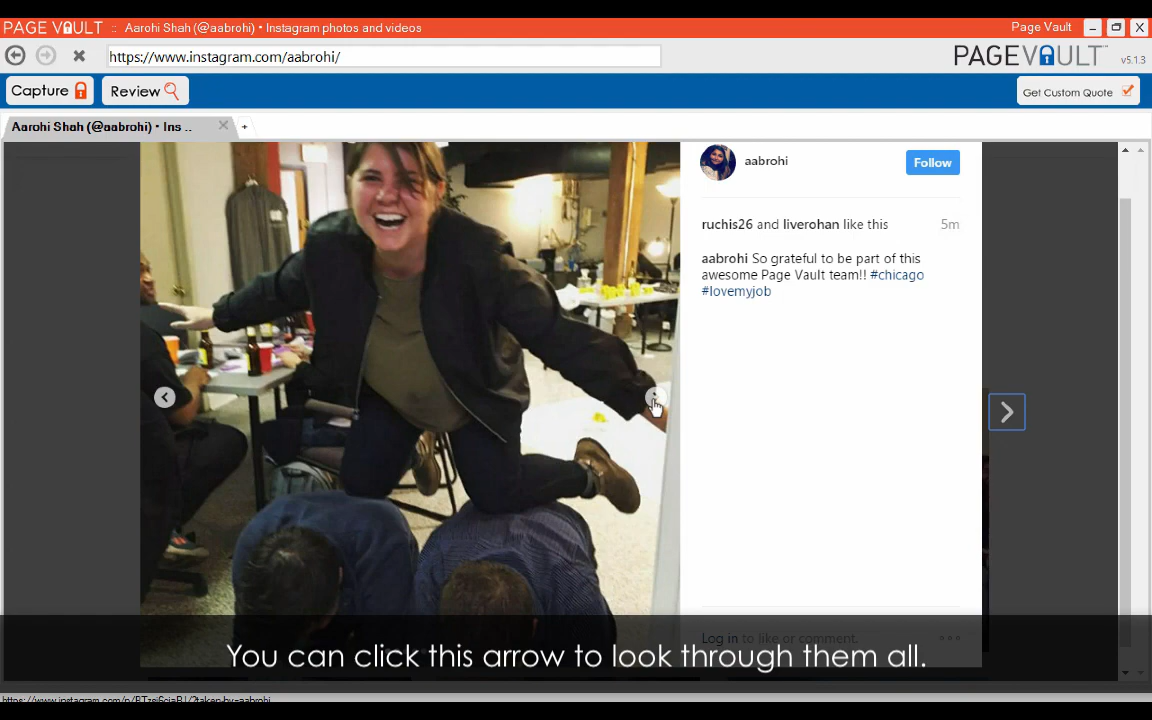 PAGE VAULT :: Aarohi Shah (@aabrohi) • Instagram photos and videos Page Vault
https://www.instagram.com/aabrohi/ PAGE VAULT v5.1.3
Capture Review Get Custom Quote
Aarohi Shah (@aabrohi) • Ins ..
aabrohi Follow
ruchis26 and liverohan like this 5m
aabrohi So grateful to be part of this
awesome Page Vault team!! #chicago
#lovemyjob
Log in to like or comment.
You can click this arrow to look through them all.